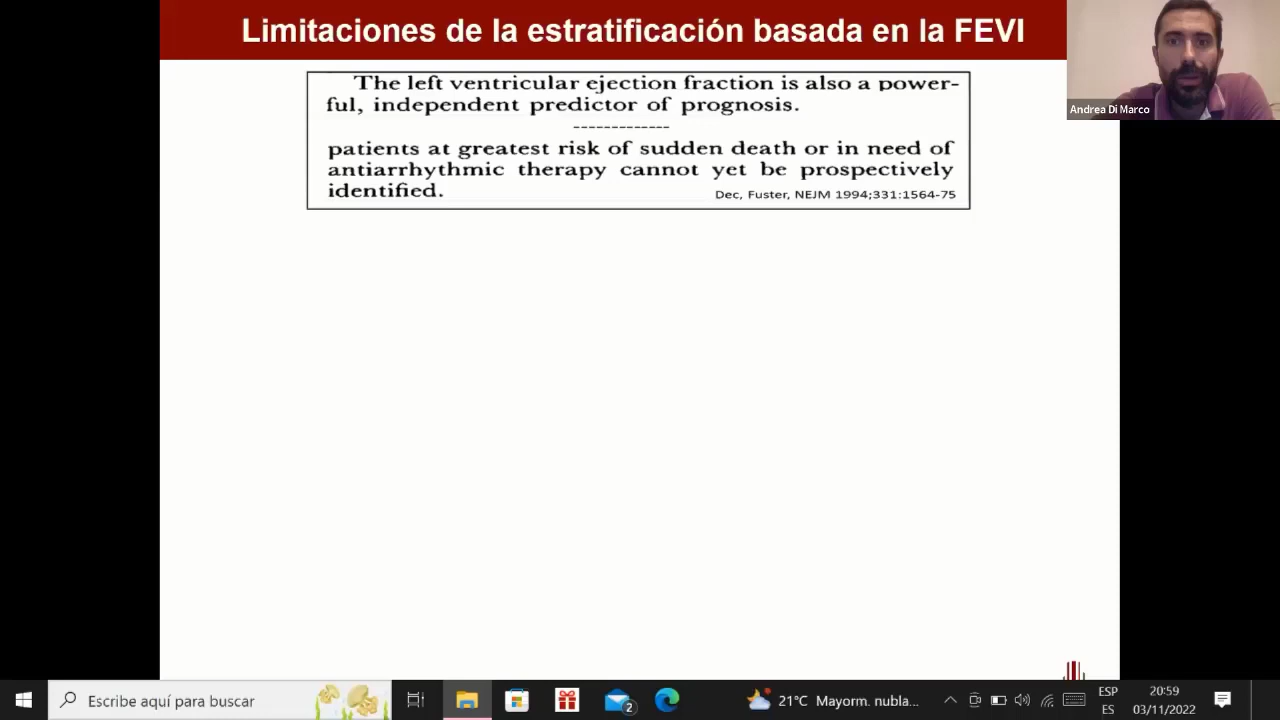 Limitaciones de la estratificación basada en la FEVI
The left ventricular ejection fraction is also a power-
ful, independent predictor of prognosis.
-------------
patients at greatest risk of sudden death or in need of
antiarrhythmic therapy cannot yet be prospectively
identified.
Dec, Fuster, NEJM 1994;331:1564-75
Andrea Di Marco
Escribe aquí para buscar
2
21°C Mayorm. nubla...
ESP
ES
20:59
03/11/2022